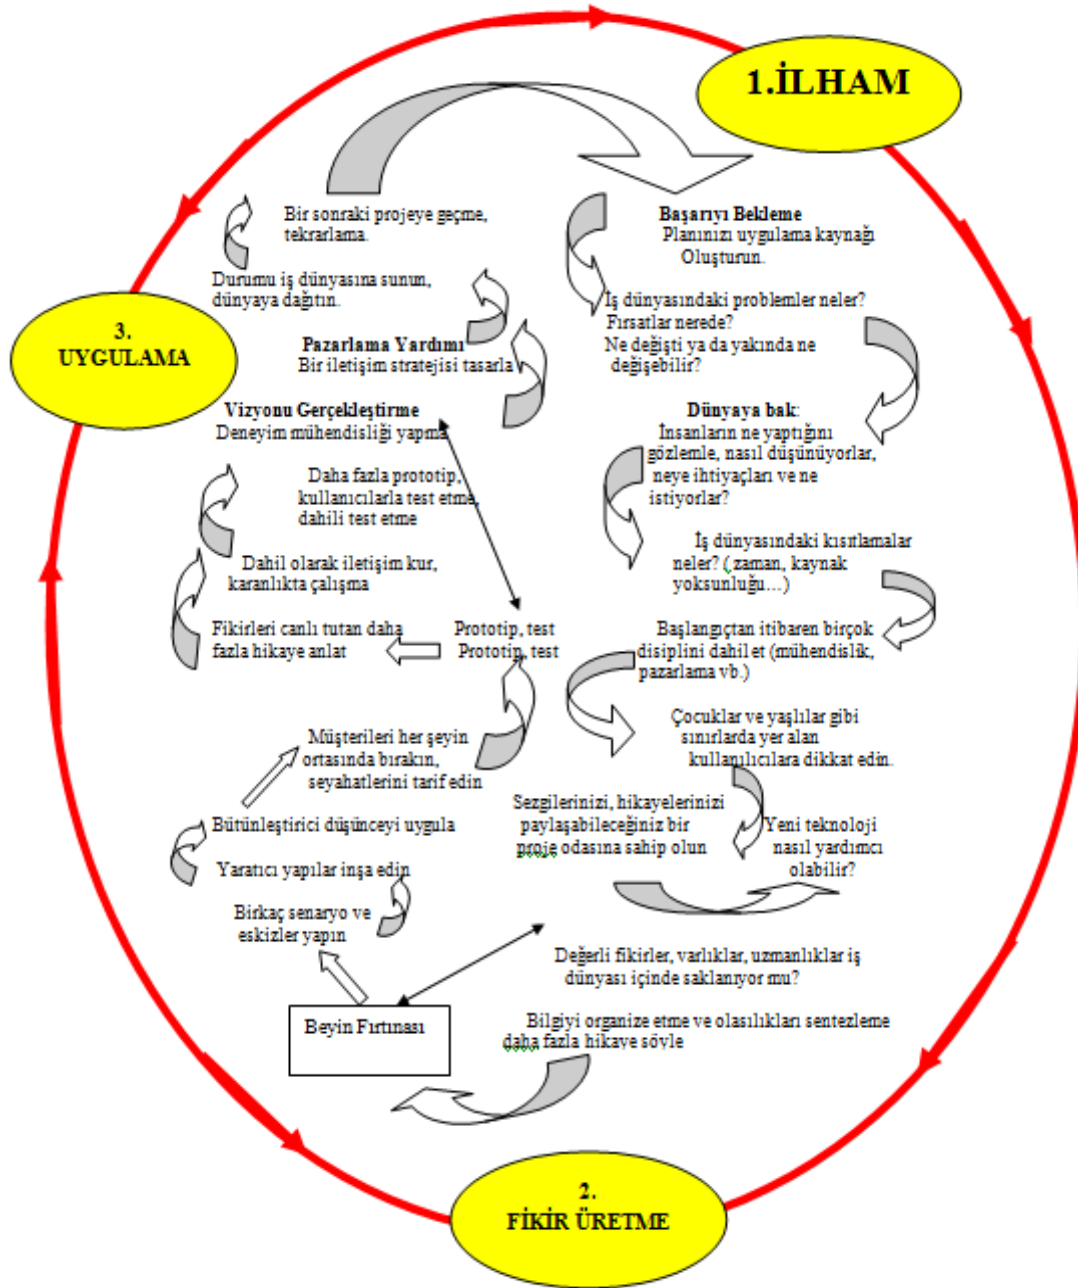 1.İLHAM
Başarıyı Bekleme
Planınızı uygulama kaynağı
Oluşturun.
İş dünyasındaki problemler neler?
Fırsatlar nerede?
Ne değişti ya da yakında ne
değişebilir?
Dünyaya bak:
İnsanların ne yaptığını
gözlemle, nasıl düşünüyorlar,
neye ihtiyaçları ve ne
istiyorlar?
İş dünyasındaki kısıtlamalar
neler? ( zaman, kaynak
yoksunluğu…)
Başlangıçtan itibaren birçok
disiplini dahil et (mühendislik,
pazarlama vb.)
Çocuklar ve yaşlılar gibi
sınırlarda yer alan
kullanılıcılara dikkat edin.
Yeni teknoloji
nasıl yardımcı
olabilir?
Sezgilerinizi, hikayelerinizi
paylaşabileceğiniz bir
proje odasına sahip olun
Değerli fikirler, varlıklar, uzmanlıklar iş
dünyası içinde saklanıyor mu?
Bilgiyi organize etme ve olasılıkları sentezleme
daha fazla hikaye söyle
2.
FİKİR ÜRETME
Beyin Fırtınası
Birkaç senaryo ve
eskizler yapın
Yaratıcı yapılar inşa edin
Bütünleştirici düşünceyi uygula
Müşterileri her şeyin
ortasında bırakın,
seyahatlerini tarif edin
Prototip, test
Prototip, test
Fikirleri canlı tutan daha
fazla hikaye anlat
Dahil olarak iletişim kur,
karanlıkta çalışma
Daha fazla prototip,
kullanıcılarla test etme,
dahili test etme
Vizyonu Gerçekleştirme
Deneyim mühendisliği yapma
3.
UYGULAMA
Pazarlama Yardımı
Bir iletişim stratejisi tasarla
Durumu iş dünyasına sunun,
dünyaya dağıtın.
Bir sonraki projeye geçme,
tekrarlama.